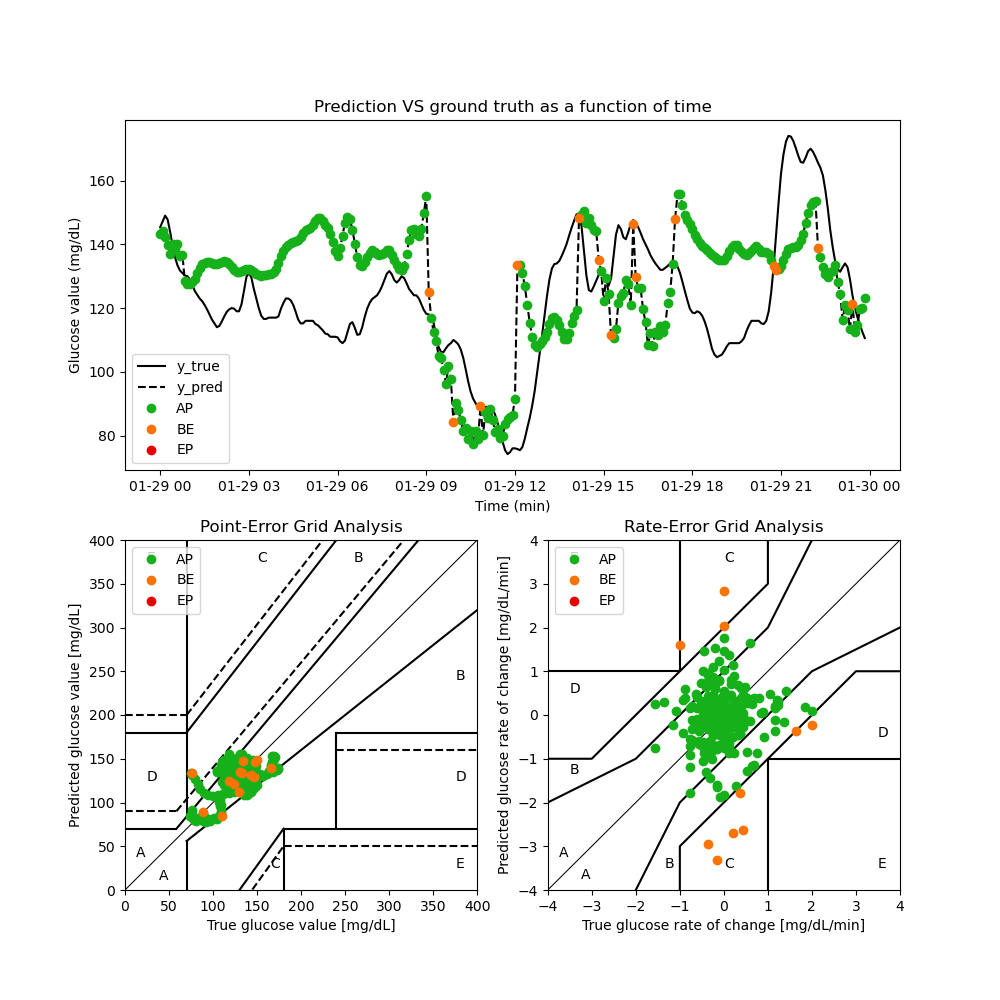 Prediction VS ground truth as a function of time
Glucose value (mg/dL)
160
140
120
100
80
y_true
y_pred
AP
BE
EP
01-29 00 01-29 03 01-29 06 01-29 09 01-29 12 01-29 15 01-29 18 01-29 21 01-30 00
Time (min)
Point-Error Grid Analysis
Predicted glucose value [mg/dL]
400
350
300
250
200
150
100
50
0
AP
BE
EP
C
B
B
D
D
A
A
C
E
0 50 100 150 200 250 300 350 400
True glucose value [mg/dL]
Rate-Error Grid Analysis
Predicted glucose rate of change [mg/dL/min]
4
3
2
1
0
−1
−2
−3
−4
AP
BE
EP
C
D
D
B
A
A
B
C
E
−4 −3 −2 −1 0 1 2 3 4
True glucose rate of change [mg/dL/min]